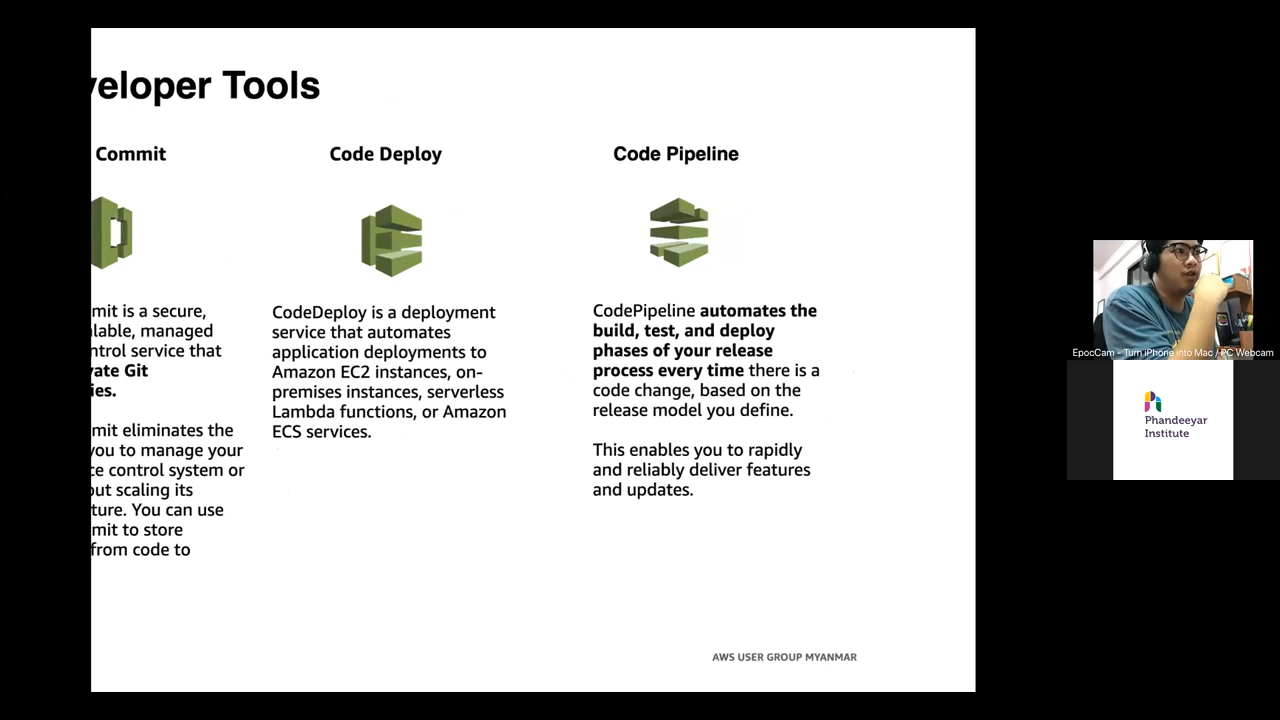 veloper Tools
Commit
mit is a secure,
lable, managed
ntrol service that
vate Git
ies.
mit eliminates the
you to manage your
ce control system or
out scaling its
ture. You can use
mit to store
from code to
Code Deploy
CodeDeploy is a deployment
service that automates
application deployments to
Amazon EC2 instances, on-
premises instances, serverless
Lambda functions, or Amazon
ECS services.
Code Pipeline
CodePipeline automates the
build, test, and deploy
phases of your release
process every time there is a
code change, based on the
release model you define.
This enables you to rapidly
and reliably deliver features
and updates.
AWS USER GROUP MYANMAR
EpocCam - Turn iPhone into Mac / PC Webcam
Phandeeyar
Institute